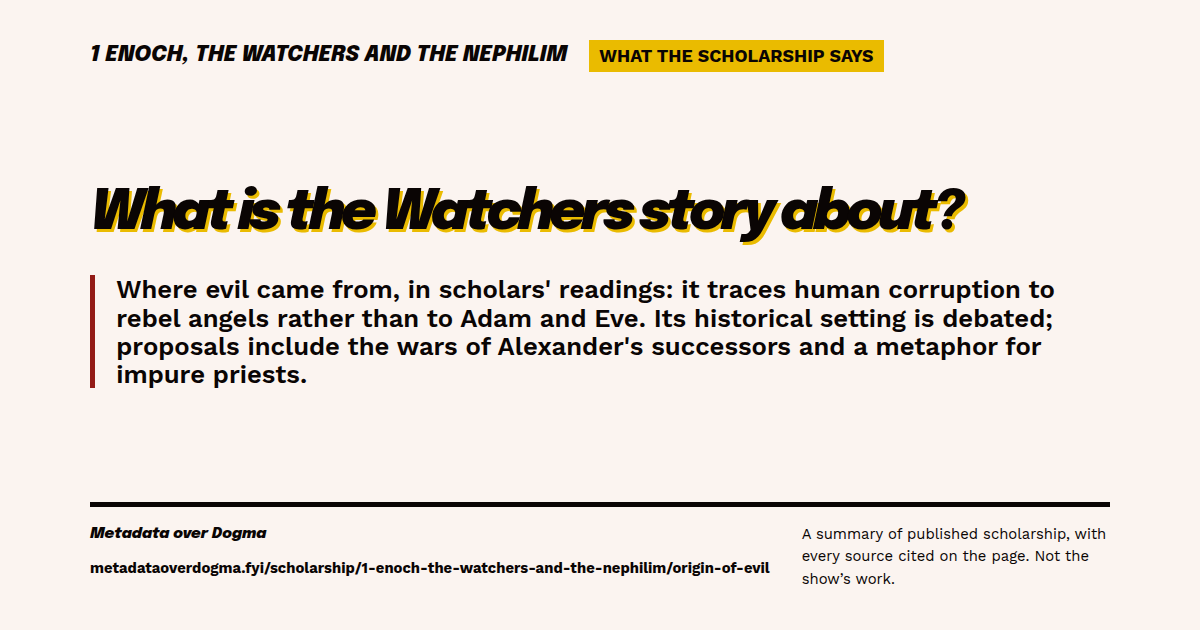 1 ENOCH, THE WATCHERS AND THE NEPHILIM
WHAT THE SCHOLARSHIP SAYS
What is the Watchers story about?
Where evil came from, in scholars' readings: it traces human corruption to
rebel angels rather than to Adam and Eve. Its historical setting is debated;
proposals include the wars of Alexander's successors and a metaphor for
impure priests.
Metadata over Dogma
metadataoverdogma.fyi/scholarship/1-enoch-the-watchers-and-the-nephilim/origin-of-evil
A summary of published scholarship, with
every source cited on the page. Not the
show’s work.